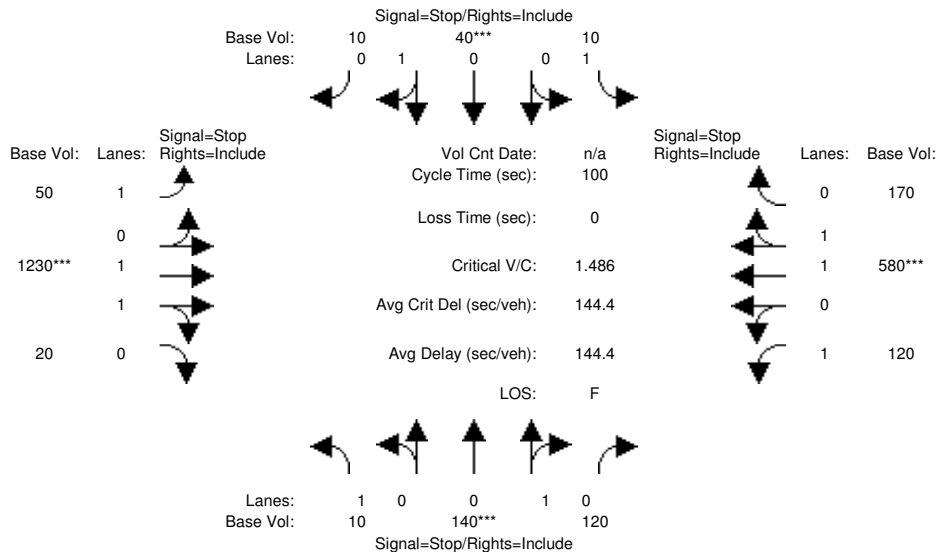 Signal=Stop/Rights=Include
Base Vol: 10 40*** 10
Lanes: 0 1 0 0 1
Signal=Stop
Base Vol: Lanes: Rights=Include
Vol Cnt Date: n/a
Signal=Stop
Rights=Include Lanes: Base Vol:
Cycle Time (sec): 100
50 1
0 170
Loss Time (sec): 0
0
1
1230*** 1
Critical V/C: 1.486
1 580***
1
Avg Crit Del (sec/veh): 144.4
0
20 0
Avg Delay (sec/veh): 144.4
1 120
LOS: F
Lanes: 1 0 0 1 0
Base Vol: 10 140*** 120
Signal=Stop/Rights=Include